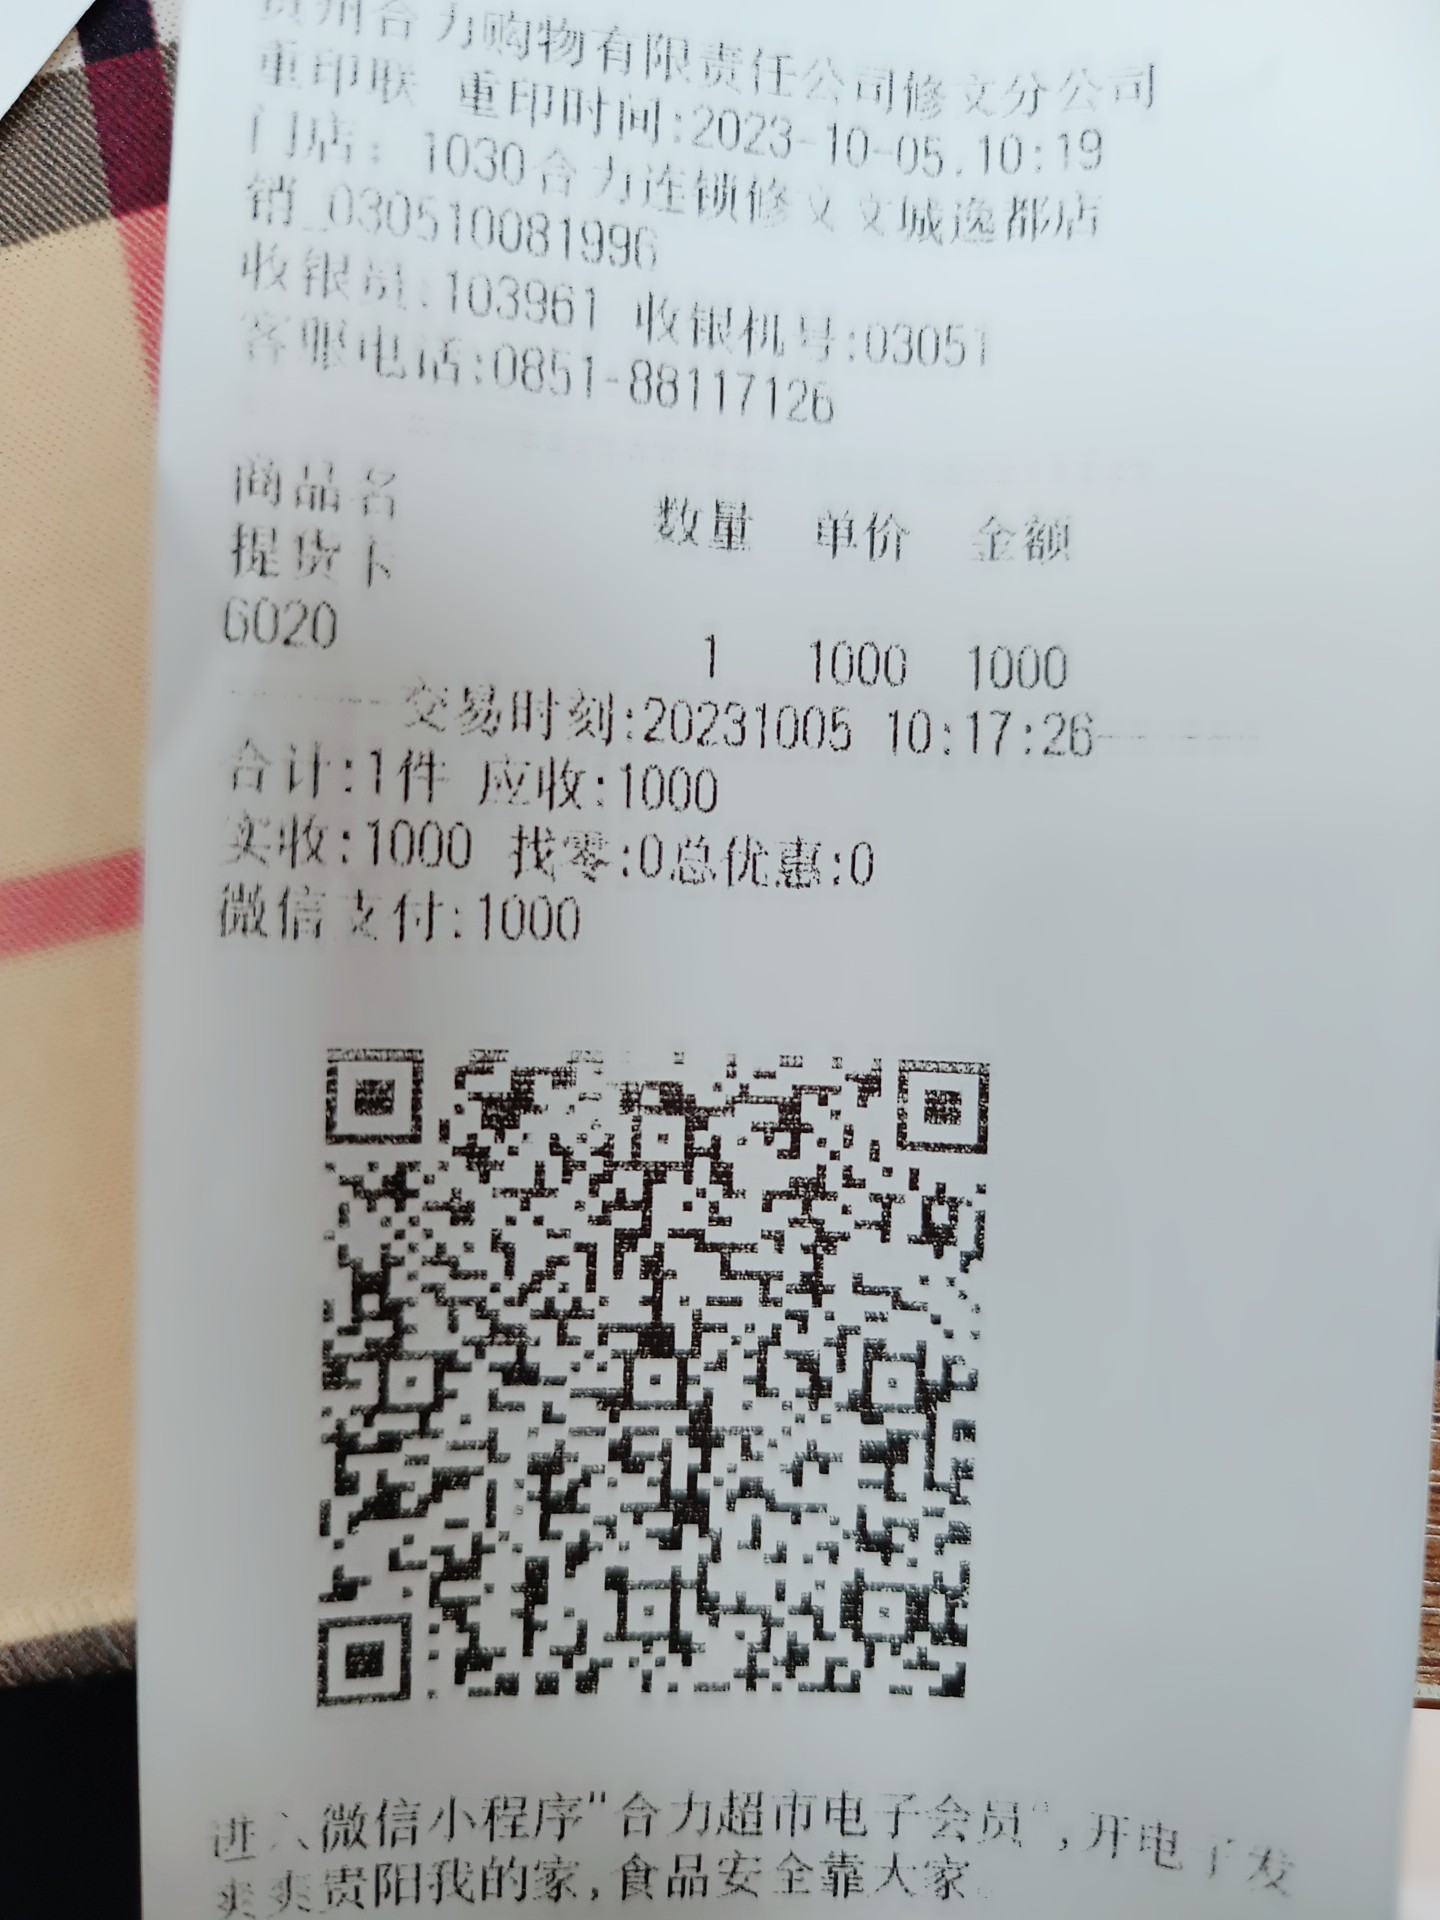 贵州合力购物有限责任公司修文分公司
重印联 重印时间:2023-10-05.10:19
门店: 1030合力连锁修文文城逸都店
销_030510081996
收银员:103961 收银机号:03051
客服电话:0851-88117126
商品名 数量 单价 金额
提货卡
6020 1 1000 1000
交易时刻:20231005 10:17:26
合计:1件 应收:1000
实收:1000 找零:0总优惠:0
微信支付:1000
进入微信小程序"合力超市电子会员",开电子发
爽爽贵阳我的家,食品安全靠大家